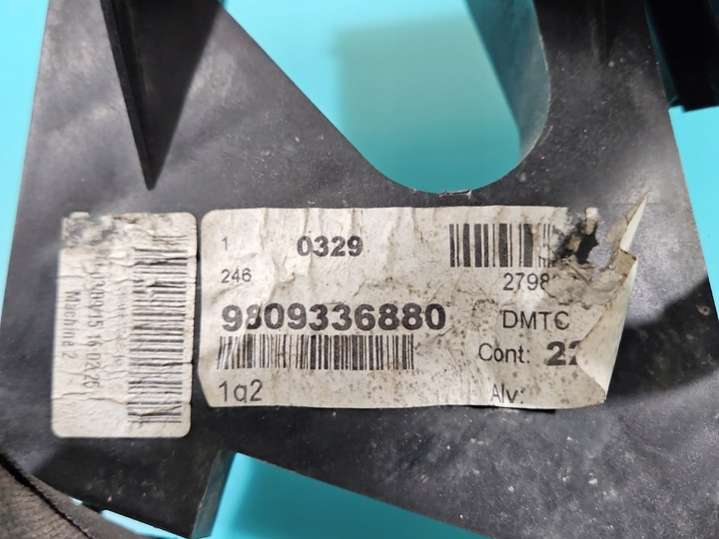 1 0329
246
9809336880
1q2
2798
DMTC
Cont: 22
Alv:
Machine 2